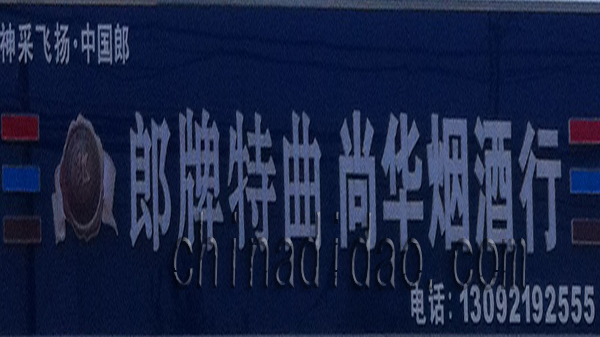 神采飞扬·中国郎
郎牌特曲 尚华烟酒行
chinadidao.com
电话: 13092192555